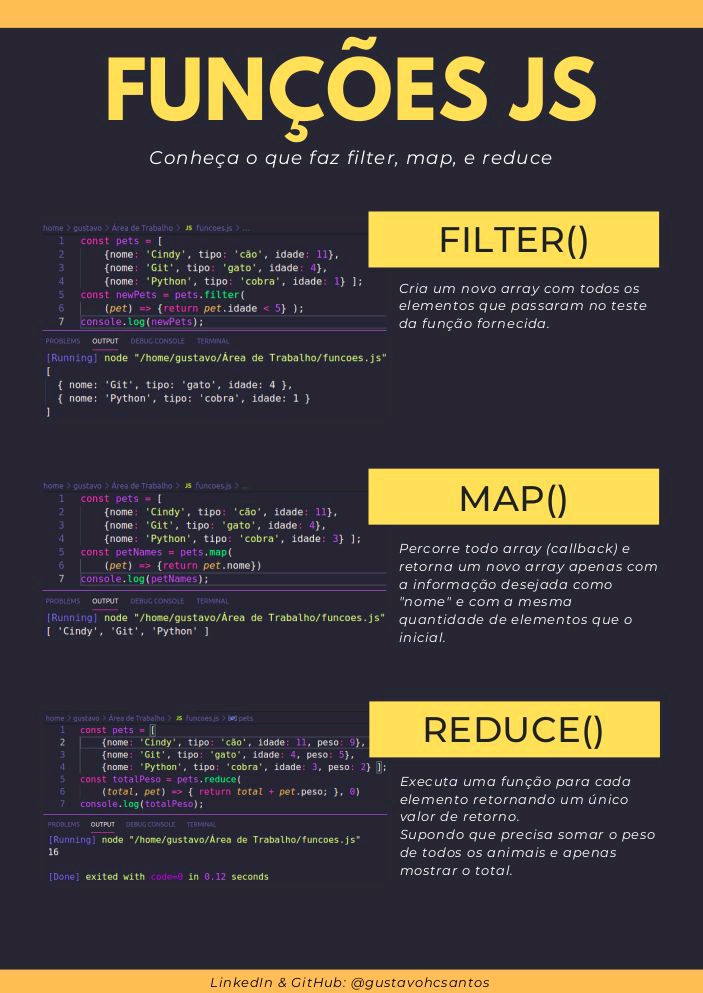 FUNÇÕES JS
Conheça o que faz filter, map, e reduce
home > gustavo > Área de Trabalho > JS funcoes.js > ...
1 const pets = [
2 {nome: 'Cindy', tipo: 'cão', idade: 11},
3 {nome: 'Git', tipo: 'gato', idade: 4},
4 {nome: 'Python', tipo: 'cobra', idade: 1} ];
5 const newPets = pets.filter(
6 (pet) => {return pet.idade < 5} );
7 console.log(newPets);
PROBLEMS OUTPUT DEBUG CONSOLE TERMINAL
[Running] node "/home/gustavo/Área de Trabalho/funcoes.js"
[
{ nome: 'Git', tipo: 'gato', idade: 4 },
{ nome: 'Python', tipo: 'cobra', idade: 1 }
]
FILTER()
Cria um novo array com todos os
elementos que passaram no teste
da função fornecida.
home > gustavo > Área de Trabalho > JS funcoes.js > ...
1 const pets = [
2 {nome: 'Cindy', tipo: 'cão', idade: 11},
3 {nome: 'Git', tipo: 'gato', idade: 4},
4 {nome: 'Python', tipo: 'cobra', idade: 3} ];
5 const petNames = pets.map(
6 (pet) => {return pet.nome})
7 console.log(petNames);
PROBLEMS OUTPUT DEBUG CONSOLE TERMINAL
[Running] node "/home/gustavo/Área de Trabalho/funcoes.js"
[ 'Cindy', 'Git', 'Python' ]
MAP()
Percorre todo array (callback) e
retorna um novo array apenas com
a informação desejada como
"nome" e com a mesma
quantidade de elementos que o
inicial.
home > gustavo > Área de Trabalho > JS funcoes.js > pets
1 const pets = [
2 {nome: 'Cindy', tipo: 'cão', idade: 11, peso: 9},
3 {nome: 'Git', tipo: 'gato', idade: 4, peso: 5},
4 {nome: 'Python', tipo: 'cobra', idade: 3, peso: 2} ];
5 const totalPeso = pets.reduce(
6 (total, pet) => { return total + pet.peso; }, 0)
7 console.log(totalPeso);
PROBLEMS OUTPUT DEBUG CONSOLE TERMINAL
[Running] node "/home/gustavo/Área de Trabalho/funcoes.js"
16
[Done] exited with code=0 in 0.12 seconds
REDUCE()
Executa uma função para cada
elemento retornando um único
valor de retorno.
Supondo que precisa somar o peso
de todos os animais e apenas
mostrar o total.
LinkedIn & GitHub: @gustavohcsantos